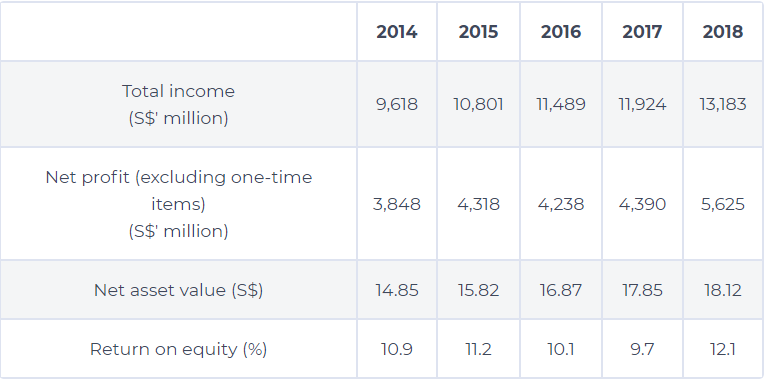 2014 2015 2016 2017 2018
Total income
(S$' million)
9,618 10,801 11,489 11,924 13,183
Net profit (excluding one-time
items)
(S$' million)
3,848 4,318 4,238 4,390 5,625
Net asset value (S$) 14.85 15.82 16.87 17.85 18.12
Return on equity (%) 10.9 11.2 10.1 9.7 12.1